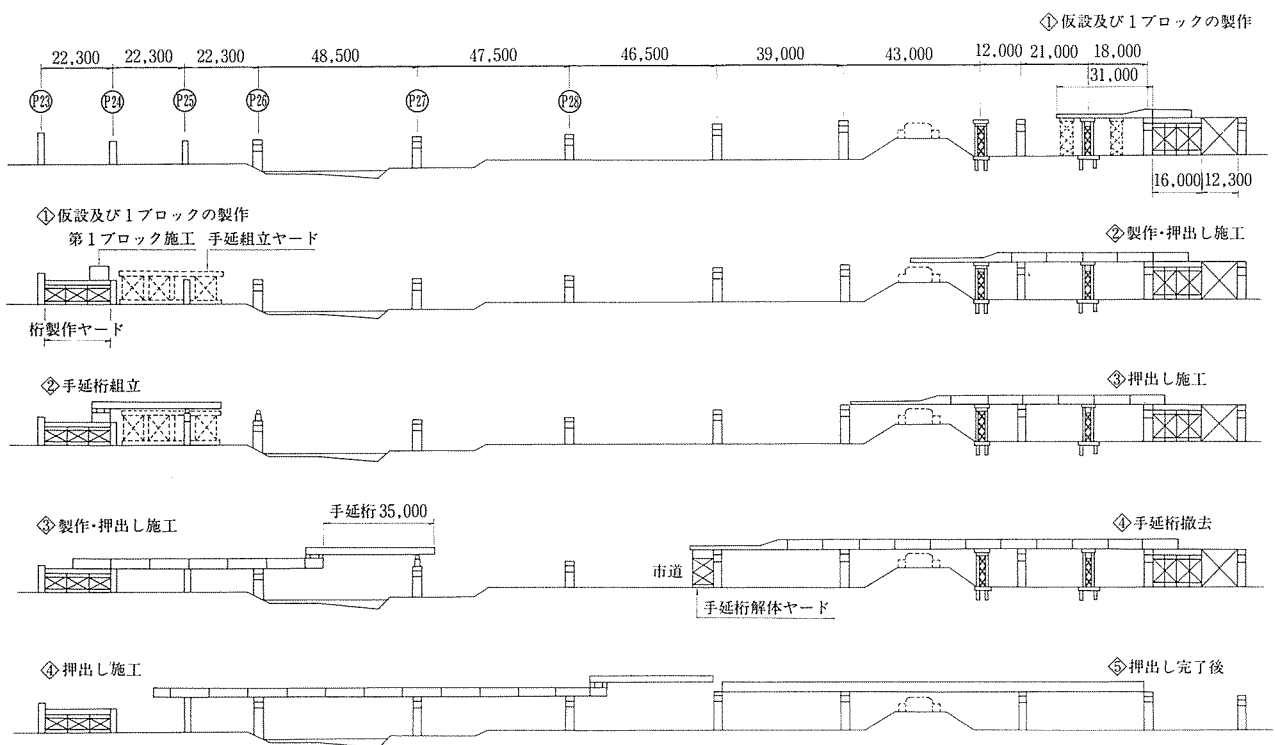 ①仮設及び1ブロックの製作
22,300 22,300 22,300 48,500 47,500 46,500 39,000 43,000 12,000 21,000 18,000
31,000
P23 P24 P25 P26 P27 P28
16,000 12,300
①仮設及び1ブロックの製作
第1ブロック施工 手延組立ヤード
②製作・押出し施工
桁製作ヤード
②手延桁組立
③押出し施工
手延桁35,000
③製作・押出し施工
④手延桁撤去
市道
手延桁解体ヤード
④押出し施工
⑤押出し完了後